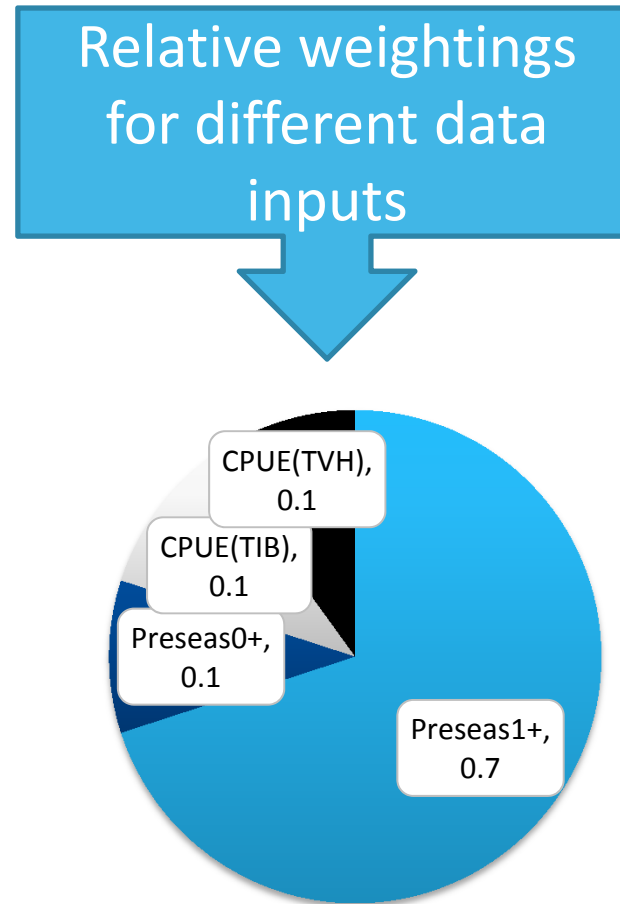 Relative weightings
for different data
inputs
CPUE(TVH),
0.1
CPUE(TIB),
0.1
Preseas0+,
0.1
Preseas1+,
0.7